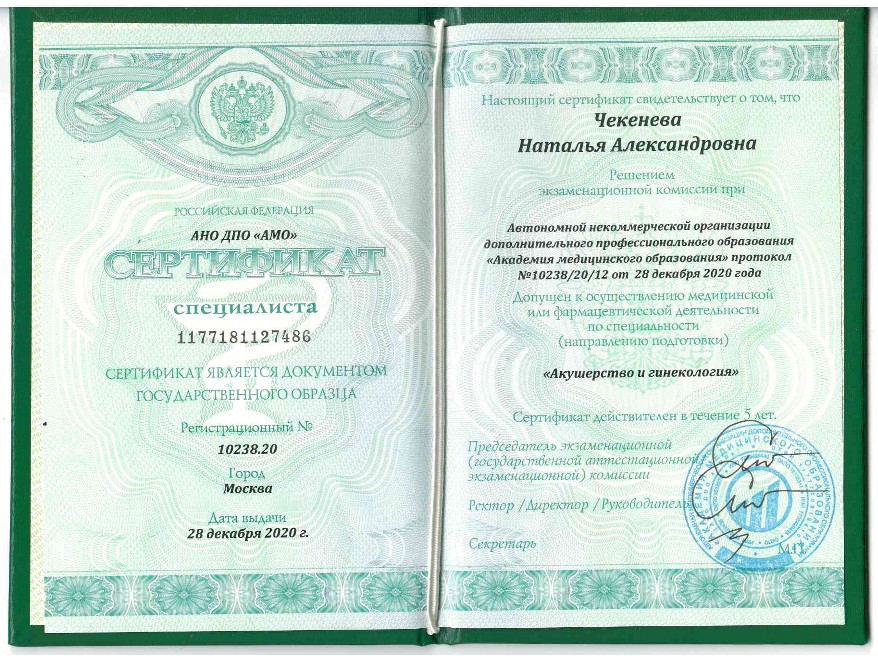 РОССИЙСКАЯ ФЕДЕРАЦИЯ
АНО ДПО «АМО»
СЕРТИФИКАТ
специалиста
1177181127486
СЕРТИФИКАТ ЯВЛЯЕТСЯ ДОКУМЕНТОМ
ГОСУДАРСТВЕННОГО ОБРАЗЦА
Регистрационный №
10238.20
Город
Москва
Дата выдачи
28 декабря 2020 г.
Настоящий сертификат свидетельствует о том, что
Чекенева
Наталья Александровна
Решением
экзаменационной комиссии при
Автономной некоммерческой организации
дополнительного профессионального образования
«Академия медицинского образования» протокол
№10238/20/12 от 28 декабря 2020 года
Допущен к осуществлению медицинской
или фармацевтической деятельности
по специальности
(направлению подготовки)
«Акушерство и гинекология»
Сертификат действителен в течение 5 лет.
Председатель экзаменационной
(государственной аттестационной,
экзаменационной) комиссии
Ректор /Директор /Руководитель
Секретарь
М.П.